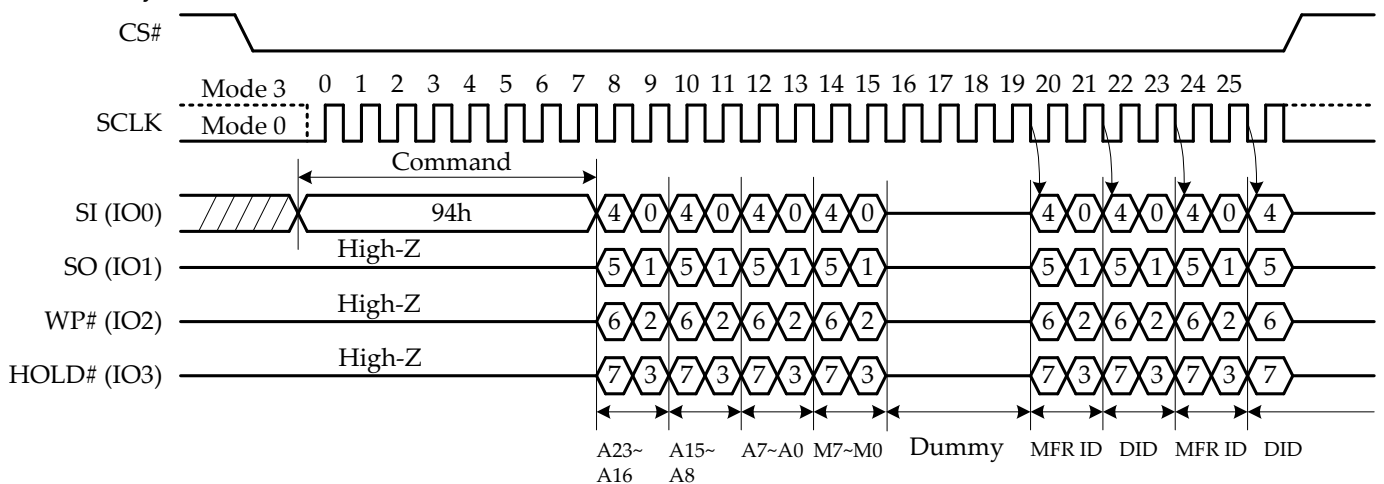 CS#
Mode 3
0 1 2 3 4 5 6 7 8 9 10 11 12 13 14 15 16 17 18 19 20 21 22 23 24 25
SCLK
Mode 0
Command
SI (IO0)
94h
4 0 4 0 4 0 4 0 4 0 4 0 4 0 4
High-Z
SO (IO1)
5 1 5 1 5 1 5 1 5 1 5 1 5 1 5
High-Z
WP# (IO2)
6 2 6 2 6 2 6 2 6 2 6 2 6 2 6
High-Z
HOLD# (IO3)
7 3 7 3 7 3 7 3 7 3 7 3 7 3 7
A23~ A15~ A7~A0 M7~M0 Dummy MFR ID DID MFR ID DID
A16 A8